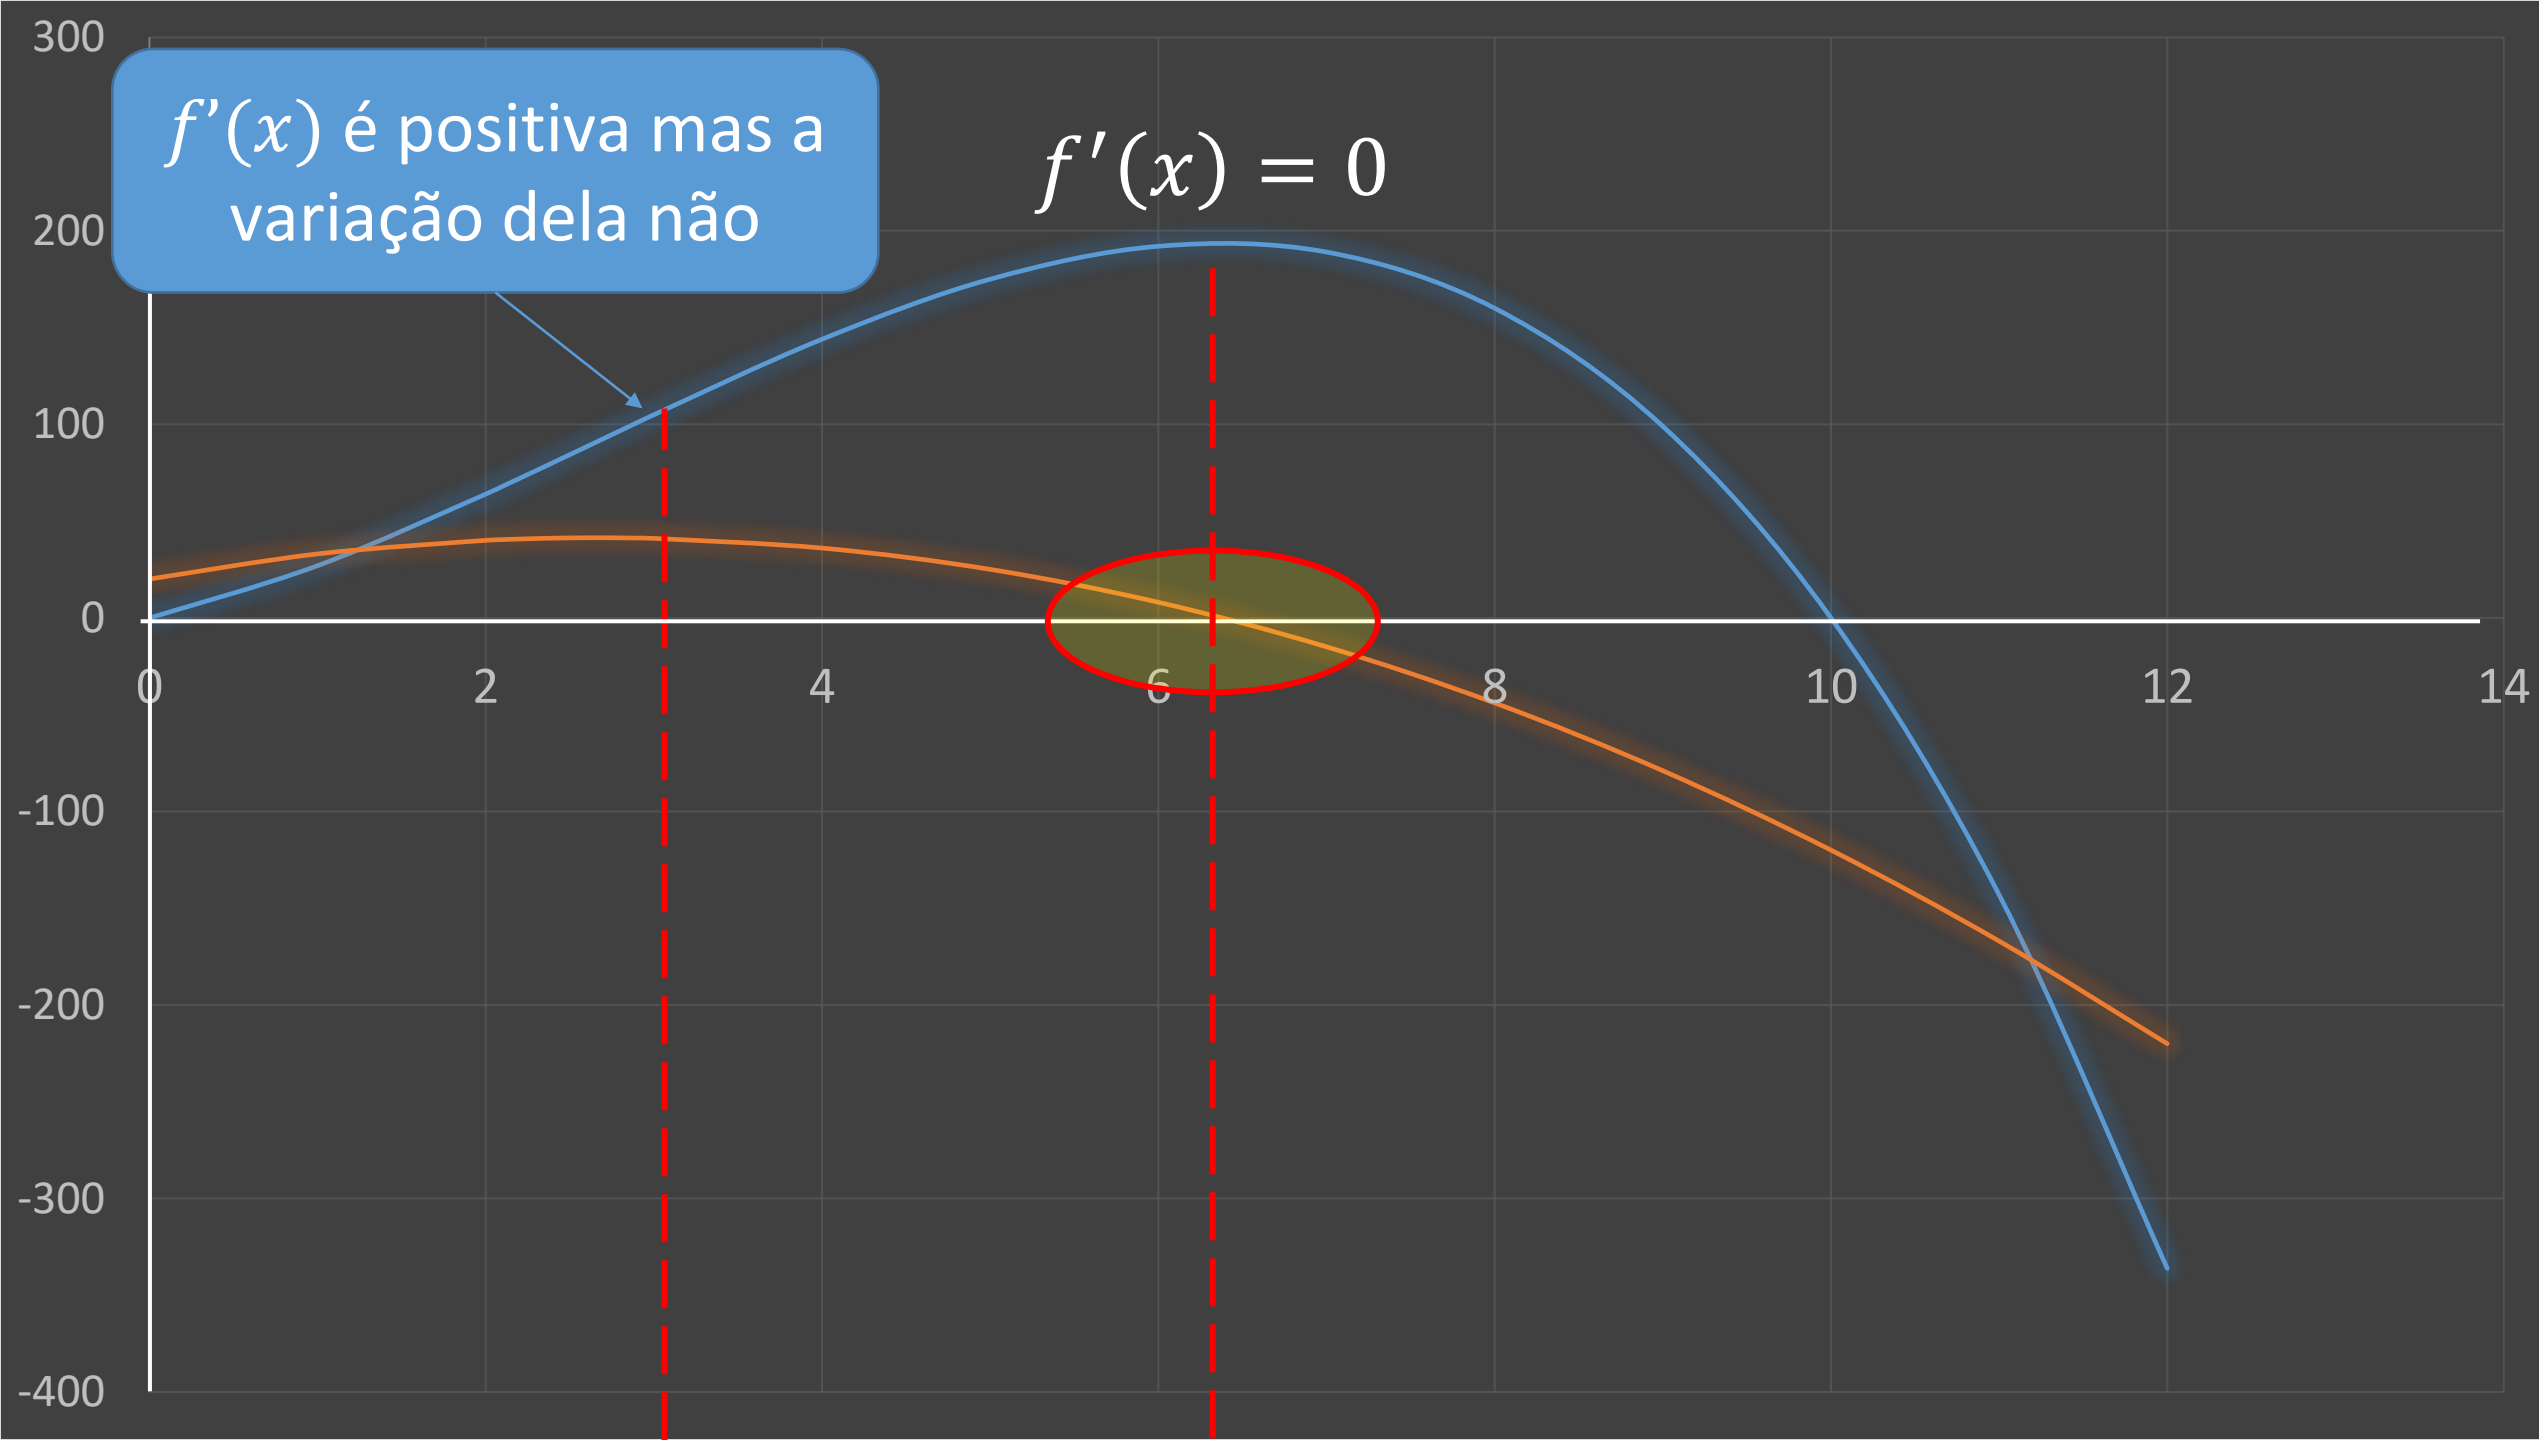 300
f'(x) é positiva mas a
variação dela não
f′(x) = 0
200
100
0
0 2 4 6 8 10 12 14
-100
-200
-300
-400